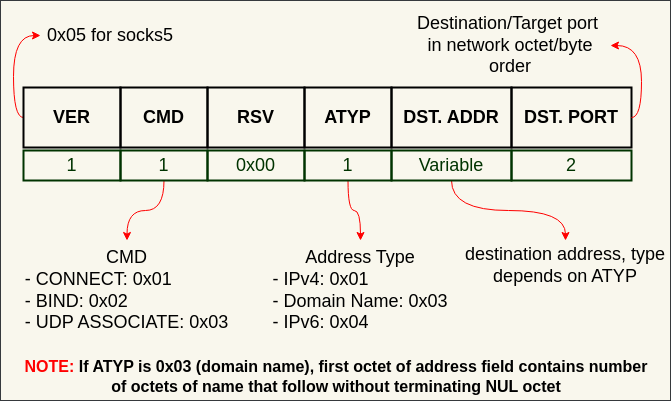 0x05 for socks5
Destination/Target port
in network octet/byte
order
VER CMD RSV ATYP DST. ADDR DST. PORT
1 1 0x00 1 Variable 2
CMD
- CONNECT: 0x01
- BIND: 0x02
- UDP ASSOCIATE: 0x03
Address Type
- IPv4: 0x01
- Domain Name: 0x03
- IPv6: 0x04
destination address, type
depends on ATYP
NOTE: If ATYP is 0x03 (domain name), first octet of address field contains number
of octets of name that follow without terminating NUL octet